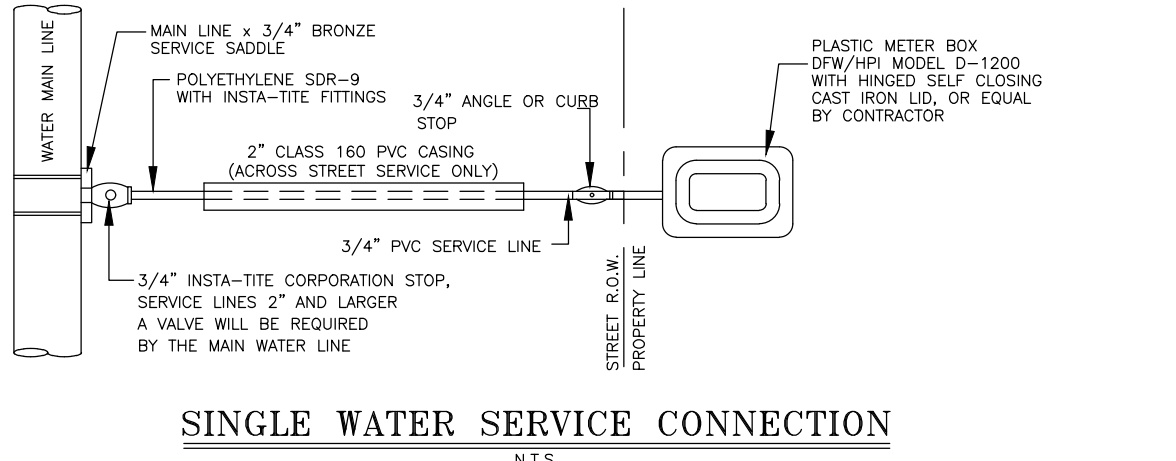 WATER MAIN LINE
MAIN LINE x 3/4" BRONZE
SERVICE SADDLE
POLYETHYLENE SDR-9
WITH INSTA-TITE FITTINGS
3/4" ANGLE OR CURB
STOP
PLASTIC METER BOX
DFW/HPI MODEL D-1200
WITH HINGED SELF CLOSING
CAST IRON LID, OR EQUAL
BY CONTRACTOR
2" CLASS 160 PVC CASING
(ACROSS STREET SERVICE ONLY)
3/4" PVC SERVICE LINE
3/4" INSTA-TITE CORPORATION STOP,
SERVICE LINES 2" AND LARGER
A VALVE WILL BE REQUIRED
BY THE MAIN WATER LINE
STREET R.O.W.
PROPERTY LINE
SINGLE WATER SERVICE CONNECTION
N.T.S.